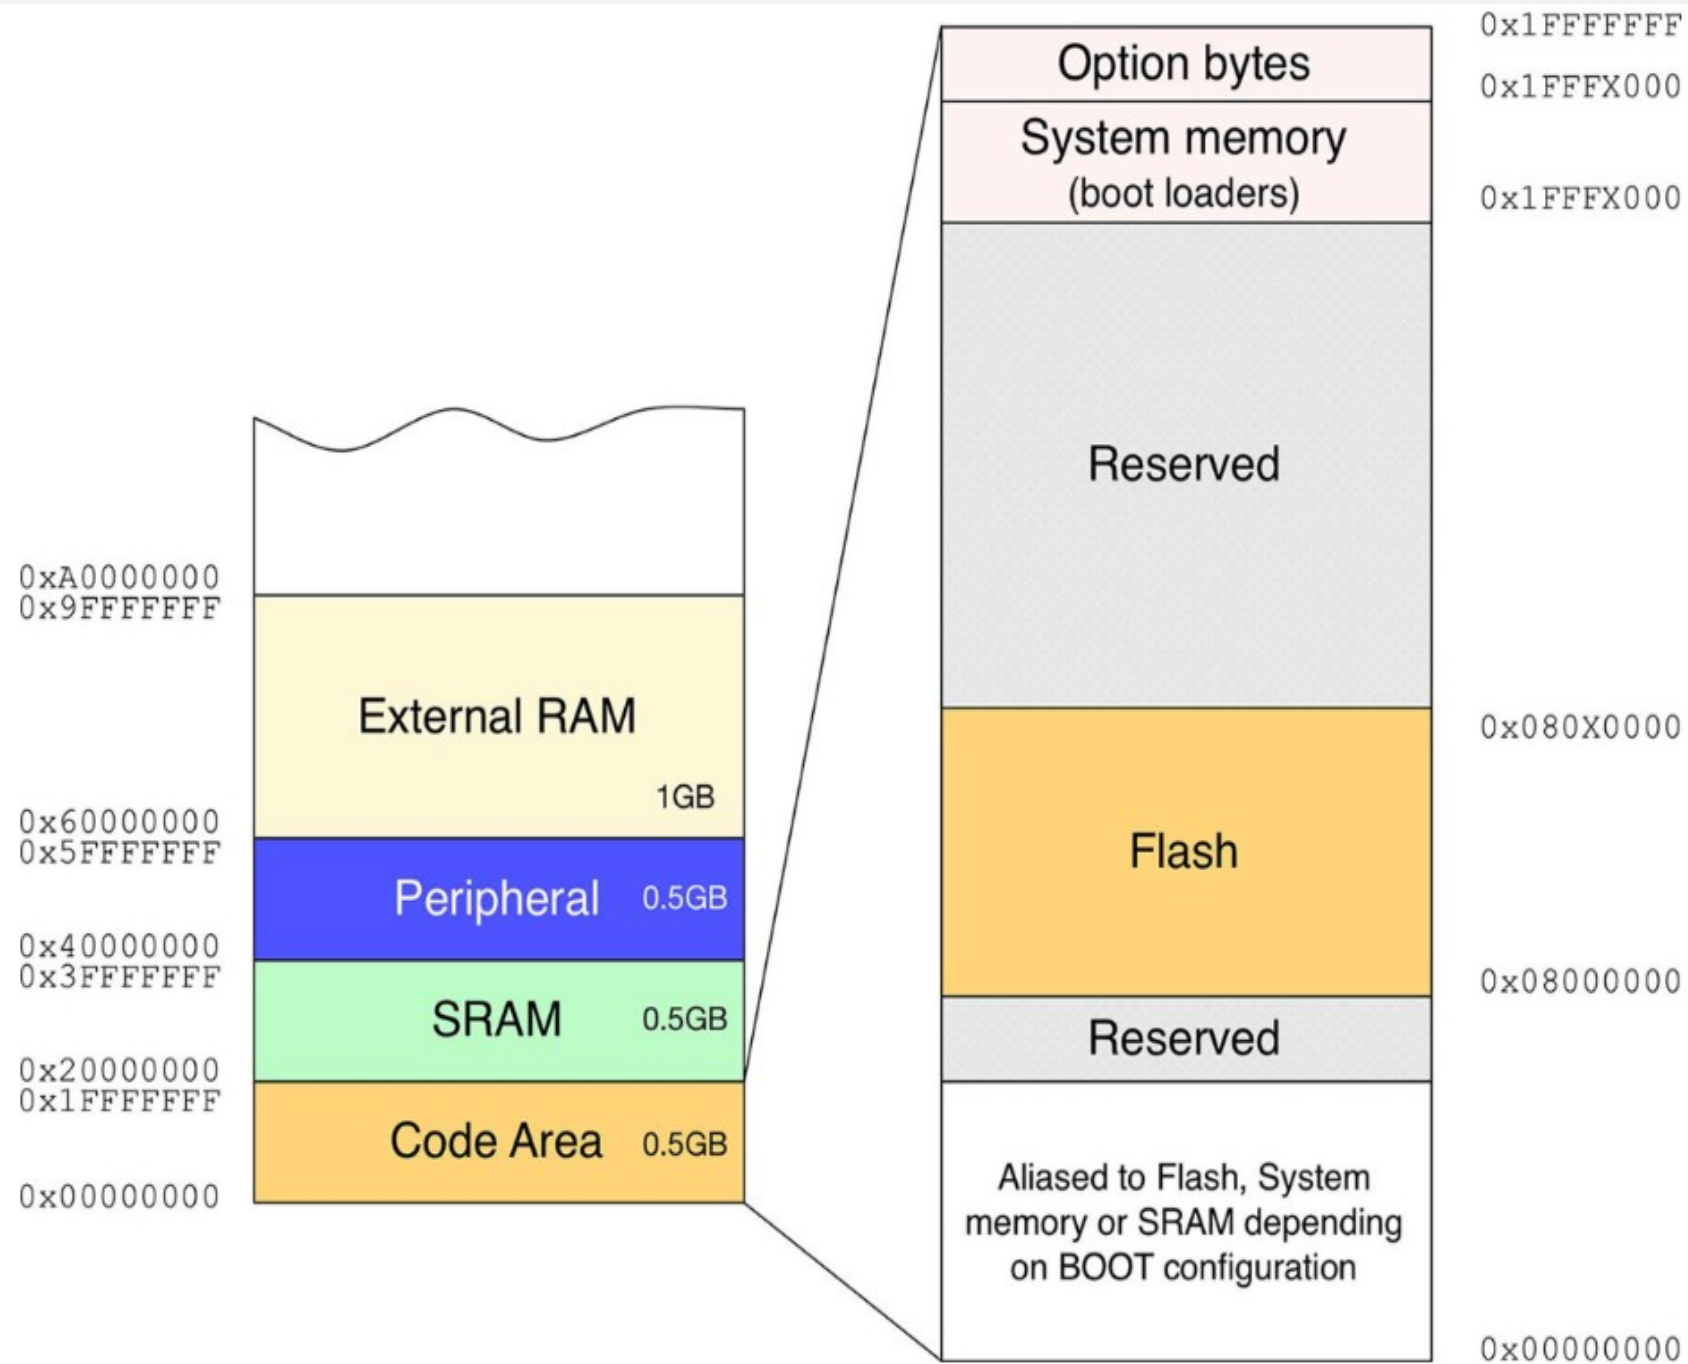 0xA0000000
0x9FFFFFFF
External RAM
1GB
0x60000000
0x5FFFFFFF
Peripheral 0.5GB
0x40000000
0x3FFFFFFF
SRAM 0.5GB
0x20000000
0x1FFFFFFF
Code Area 0.5GB
0x00000000
0x1FFFFFFF
Option bytes
0x1FFFX000
System memory
(boot loaders)
0x1FFFX000
Reserved
0x080X0000
Flash
0x08000000
Reserved
Aliased to Flash, System
memory or SRAM depending
on BOOT configuration
0x00000000